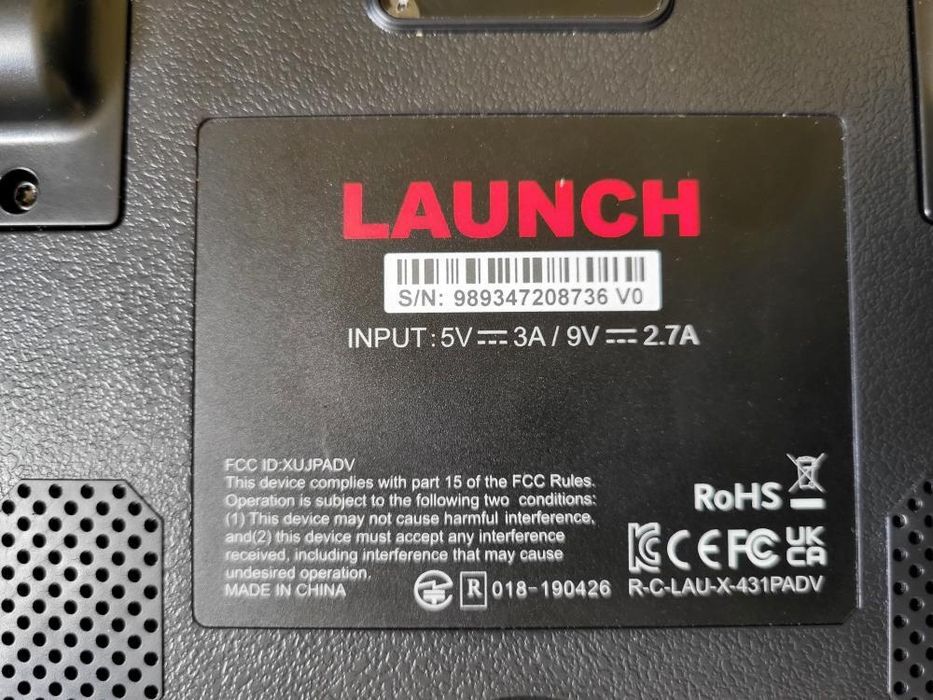 LAUNCH
S/N: 989347208736 V0
INPUT : 5V ⎓ 3A / 9V ⎓ 2.7A
FCC ID:XUJPADV
This device complies with part 15 of the FCC Rules.
Operation is subject to the following two conditions:
(1) This device may not cause harmful interference,
and(2) this device must accept any interference
received, including interference that may cause
undesired operation.
MADE IN CHINA
R 018-190426
RoHS
KC CE FC UK CA
R-C-LAU-X-431PADV